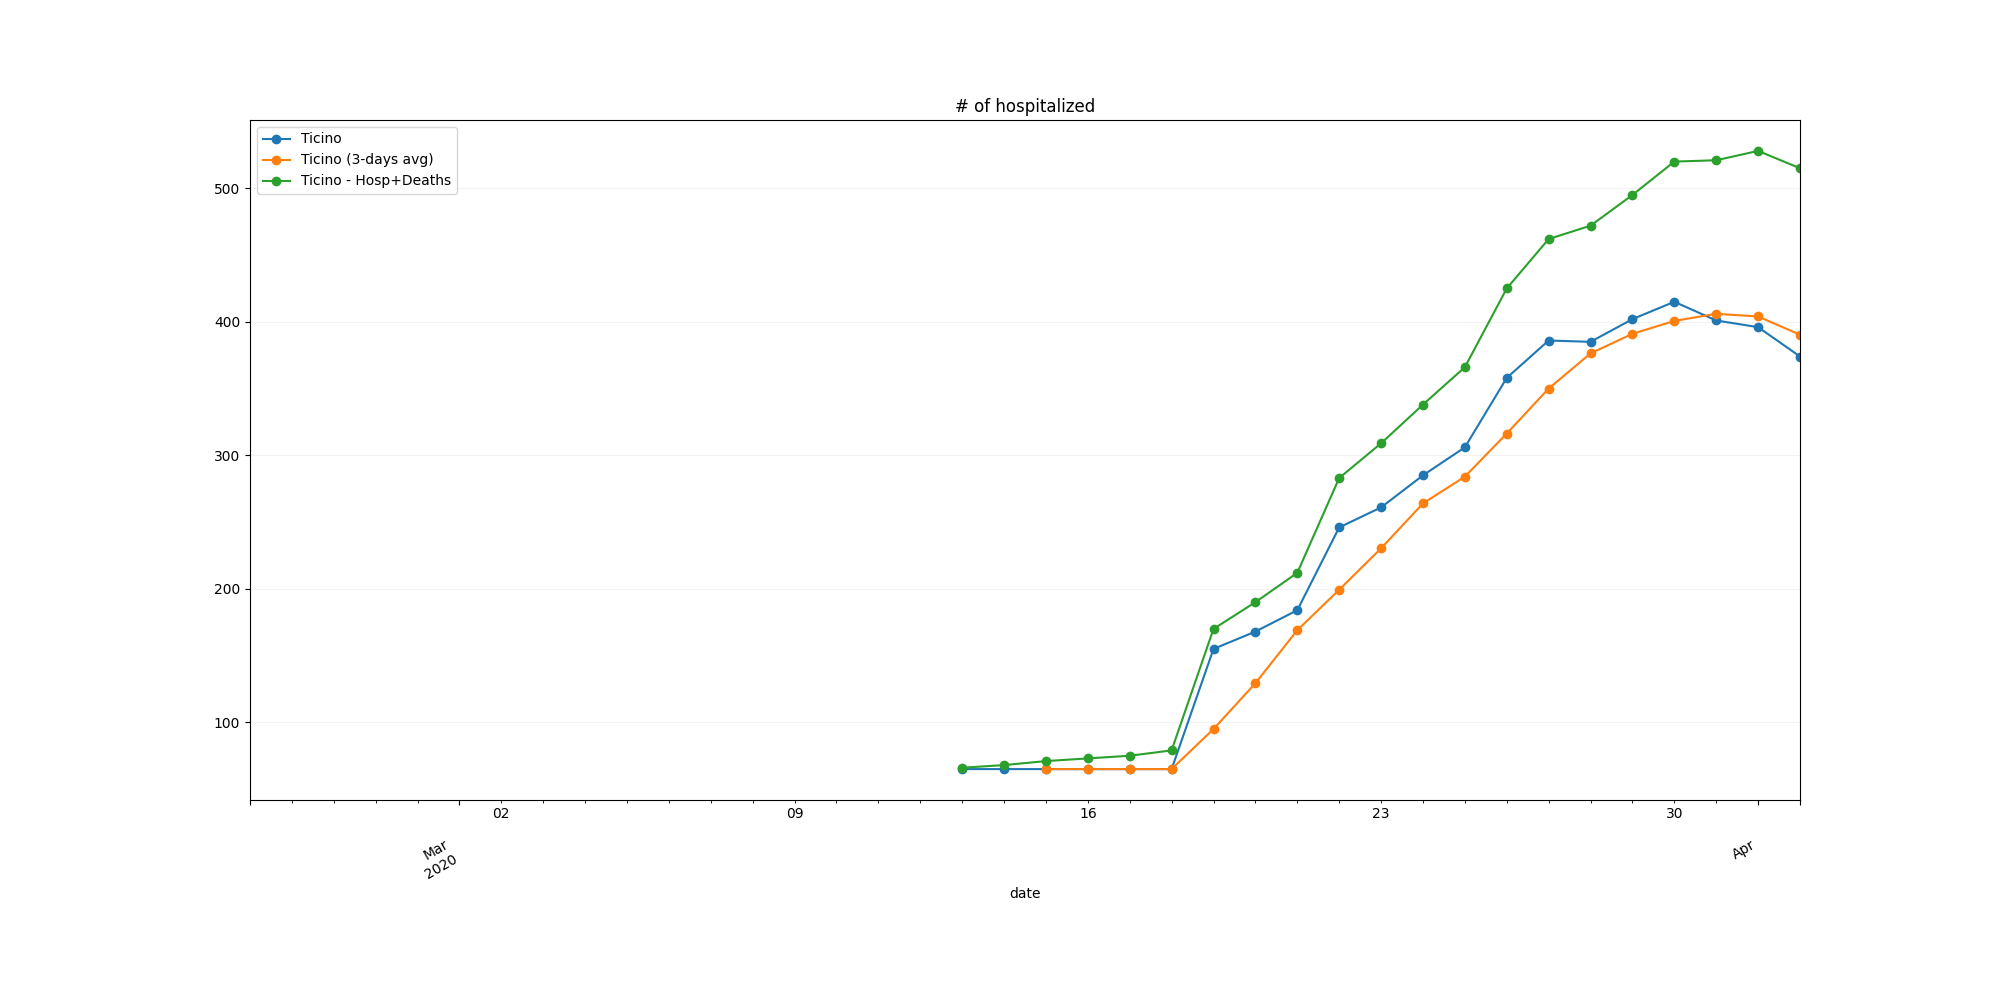 # of hospitalized
Ticino
Ticino (3-days avg)
Ticino - Hosp+Deaths
500
400
300
200
100
02
09
16
23
30
Mar
2020
Apr
date